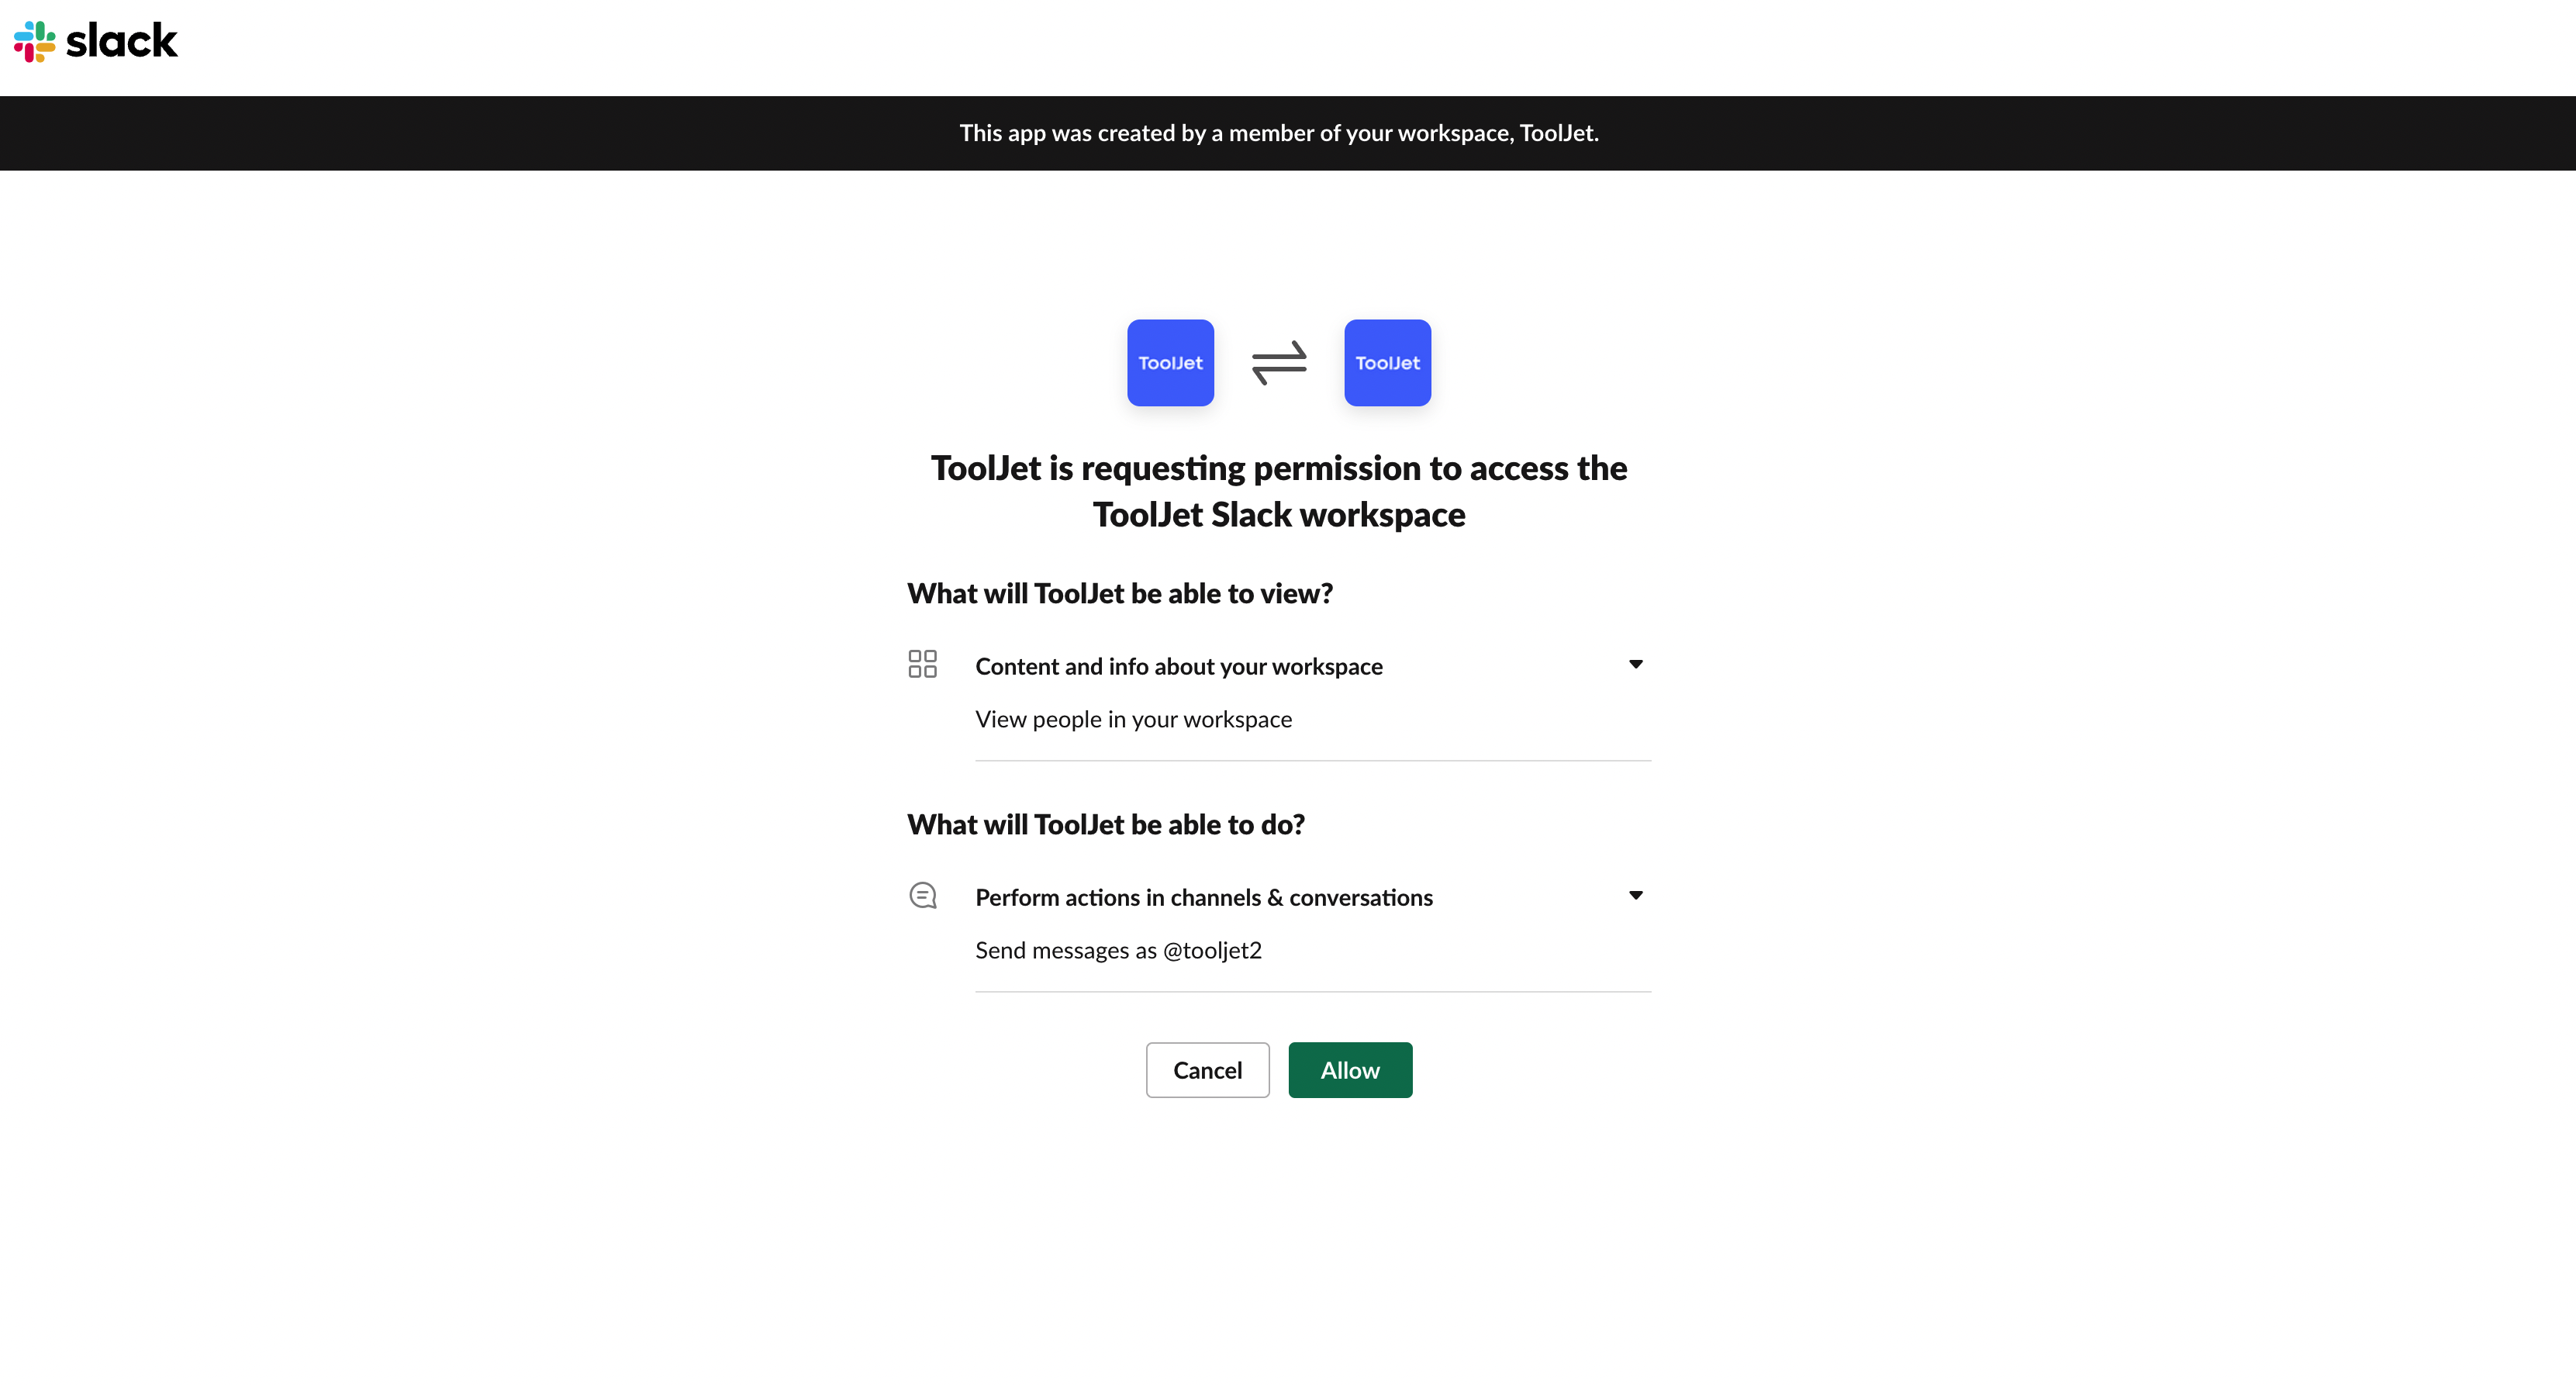 slack
This app was created by a member of your workspace, ToolJet.
ToolJet
ToolJet
ToolJet is requesting permission to access the
ToolJet Slack workspace
What will ToolJet be able to view?
Content and info about your workspace
View people in your workspace
What will ToolJet be able to do?
Perform actions in channels & conversations
Send messages as @tooljet2
Cancel
Allow